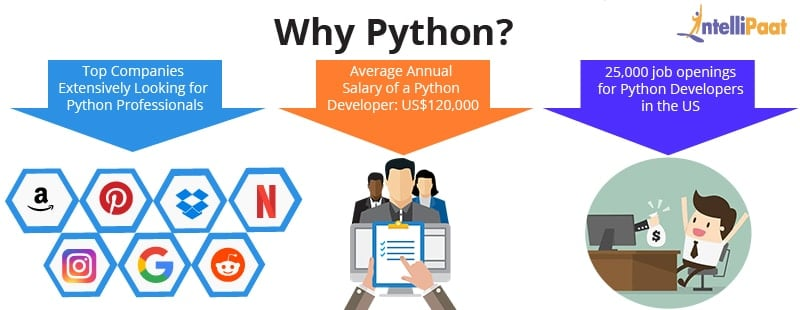 Why Python?
IntelliPaat
Top Companies
Extensively Looking for
Python Professionals
Average Annual
Salary of a Python
Developer: US$120,000
25,000 job openings
for Python Developers
in the US
a
N
G
$